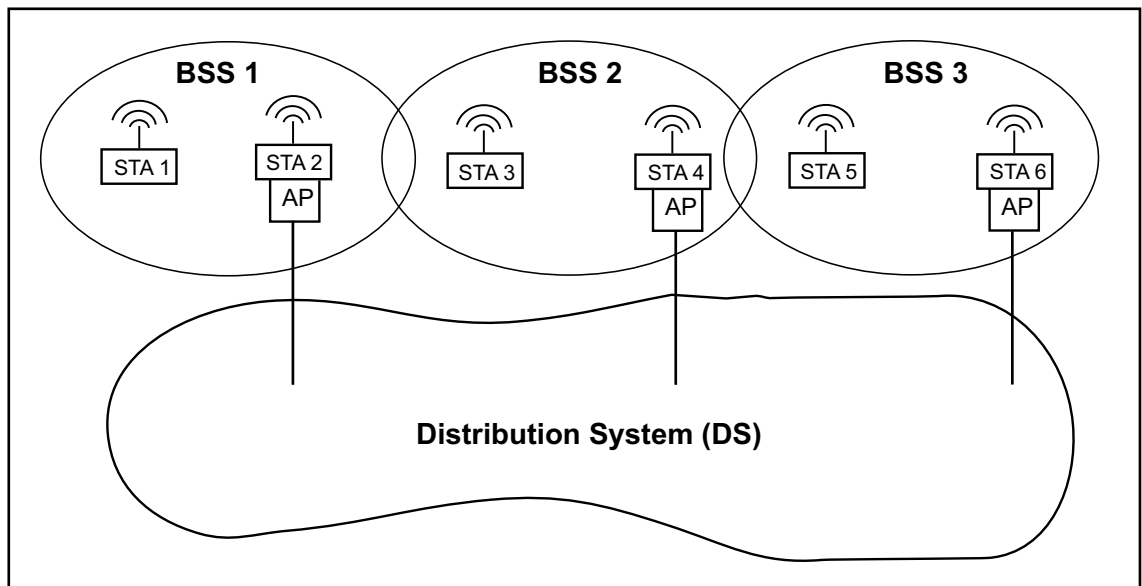 BSS 1
BSS 2
BSS 3
STA 1
STA 2
AP
STA 3
STA 4
AP
STA 5
STA 6
AP
Distribution System (DS)